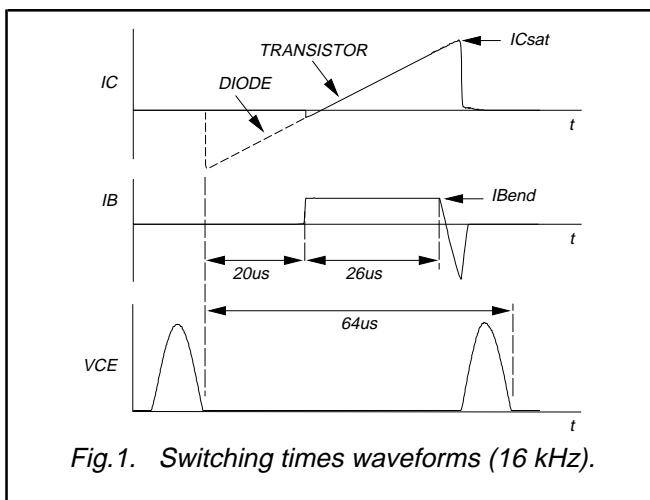 ICsat
TRANSISTOR
IC
DIODE
t
IB
IBend
t
20us
26us
64us
VCE
t
Fig.1. Switching times waveforms (16 kHz).